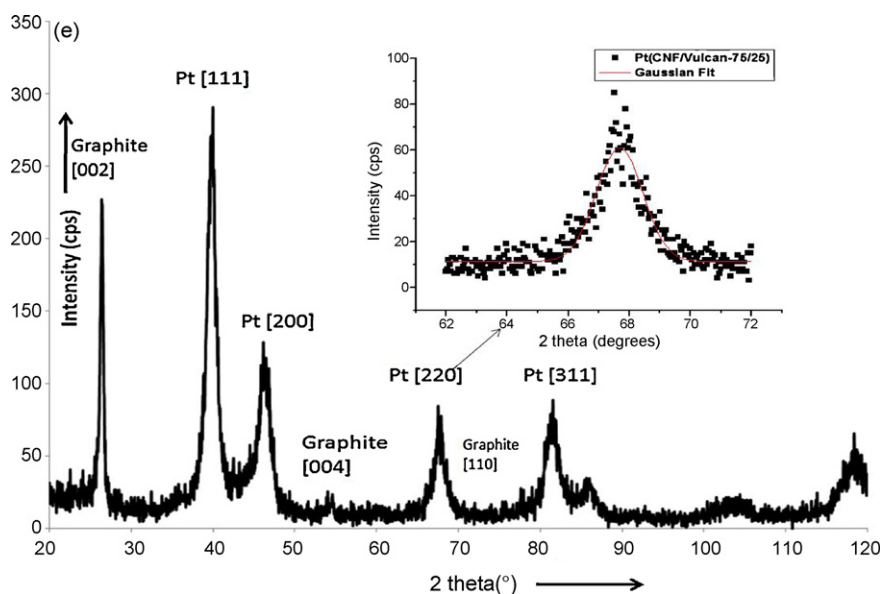 (e)
350
300
250
200
150
100
50
0
Intensity (cps)
Graphite
[002]
Pt [111]
Pt [200]
Graphite
[004]
Pt [220]
Graphite
[110]
Pt [311]
20
30
40
50
60
70
80
90
100
110
120
2 theta(°)
100
80
60
40
20
0
Intensity (cps)
Pt(CNF/Vulcan-75/25)
Gaussian Fit
62
64
66
68
70
72
2 theta (degrees)